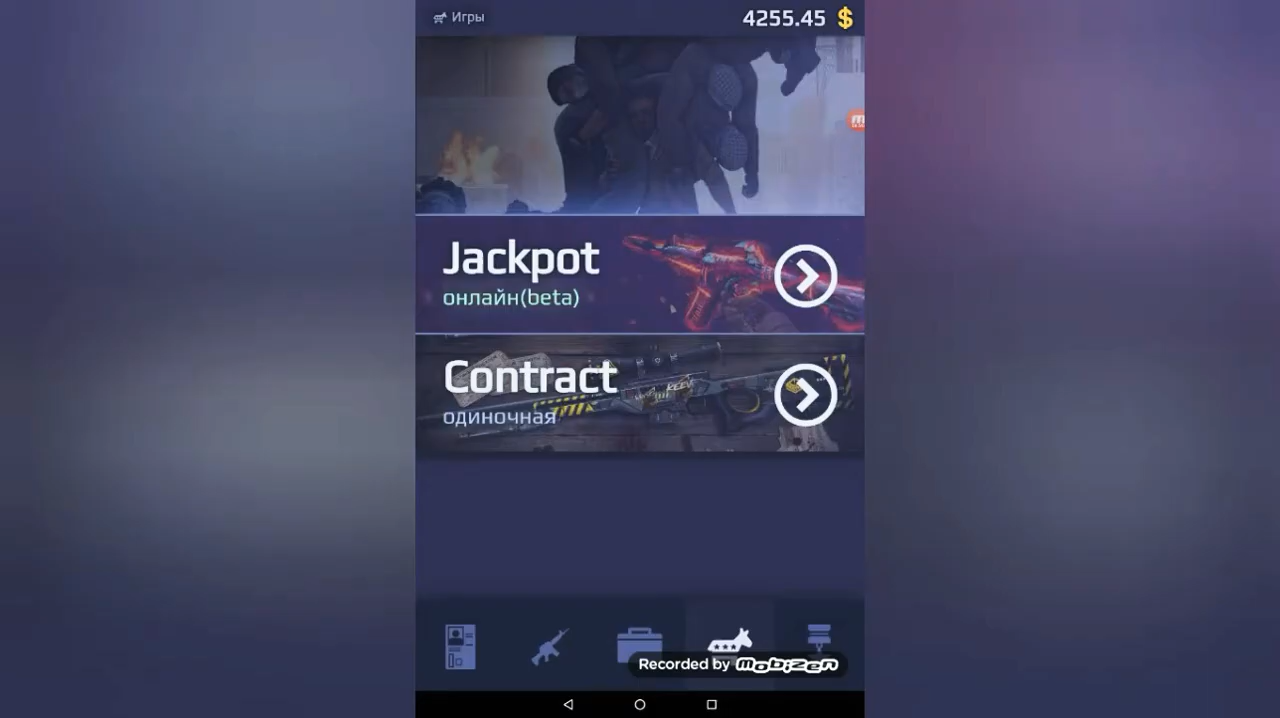 Игры
4255.45 $
Jackpot
онлайн(beta)
Contract
одиночная
Recorded by mobizen